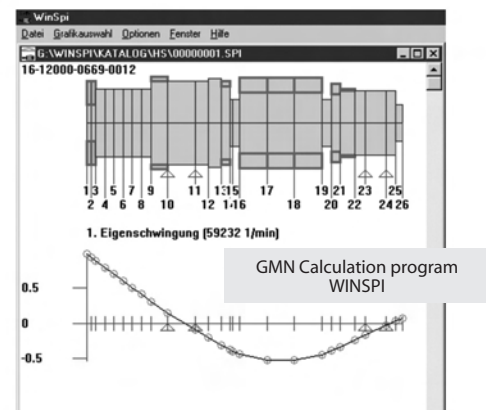 WinSpi
Datei Grafikauswahl Optionen Fenster Hilfe
G:\WINSPI\KATALOG\HS\00000001.SPI
16-12000-0669-0012
1 3 5 7 9 11 13 15 17 19 21 23 25
2 4 6 8 10 12 14 16 18 20 22 24 26
1. Eigenschwingung (59232 1/min)
GMN Calculation program
WINSPI
0.5
0
-0.5